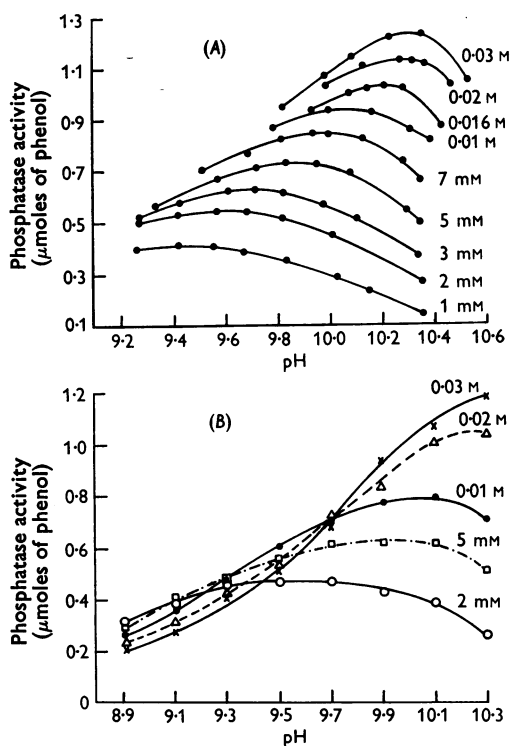 (A)
Phosphatase activity
(μmoles of phenol)
1·3
1·1
0·9
0·7
0·5
0·3
0·1
0·03 M
0·02 M
0·016 M
0·01 M
7 mM
5 mM
3 mM
2 mM
1 mM
9·2 9·4 9·6 9·8 10·0 10·2 10·4 10·6
pH
(B)
Phosphatase activity
(μmoles of phenol)
1·2
1·0
0·8
0·6
0·4
0·2
0
0·03 M
0·02 M
0·01 M
5 mM
2 mM
8·9 9·1 9·3 9·5 9·7 9·9 10·1 10·3
pH